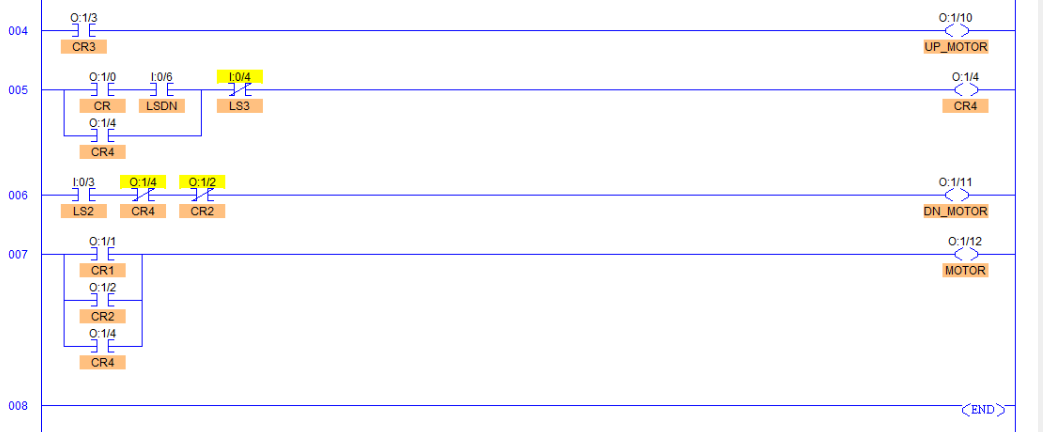 O:1/3 O:1/10
004
CR3 UP_MOTOR
O:1/0 I:0/6 I:0/4 O:1/4
005
CR LSDN LS3 CR4
O:1/4
CR4
I:0/3 O:1/4 O:1/2 O:1/11
006
LS2 CR4 CR2 DN_MOTOR
O:1/1 O:1/12
007
CR1 MOTOR
O:1/2
CR2
O:1/4
CR4
008 END